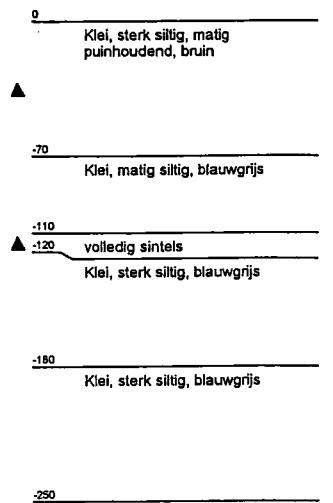 0
Klei, sterk siltig, matig
puinhoudend, bruin
-70
Klei, matig siltig, blauwgrijs
-110
-120 volledig sintels
Klei, sterk siltig, blauwgrijs
-180
Klei, sterk siltig, blauwgrijs
-250